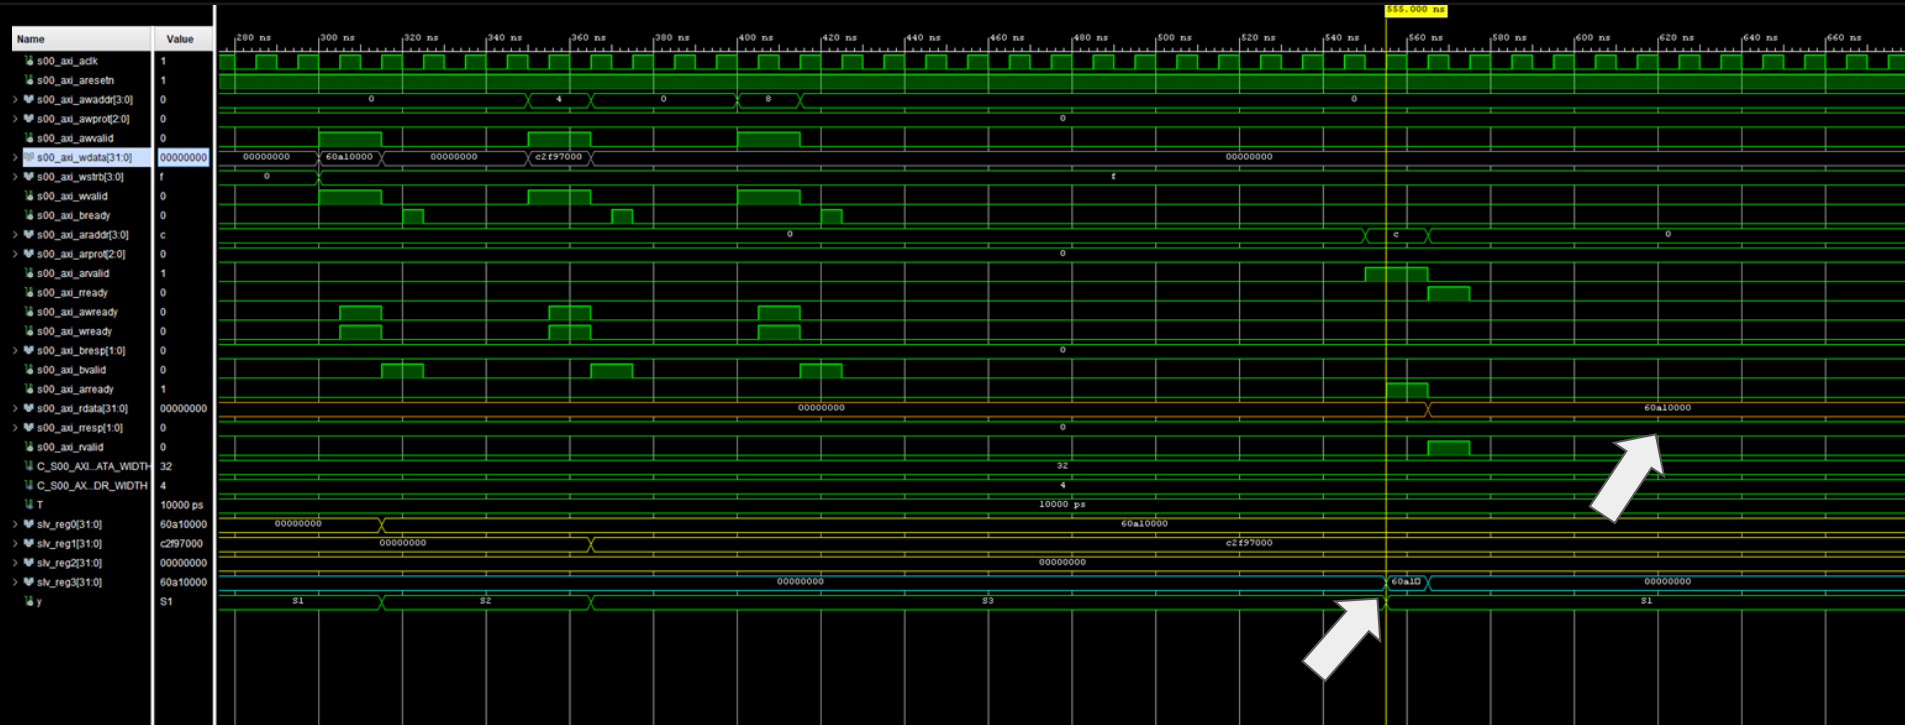 555.000 ns
Name Value 280 ns 300 ns 320 ns 340 ns 360 ns 380 ns 400 ns 420 ns 440 ns 460 ns 480 ns 500 ns 520 ns 540 ns 560 ns 580 ns 600 ns 620 ns 640 ns 660 ns
s00_axi_aclk 1
s00_axi_aresetn 1
s00_axi_awaddr[3:0] 0 0 4 0 8 0
s00_axi_awprot[2:0] 0 0
s00_axi_awvalid 0
s00_axi_wdata[31:0] 00000000 00000000 60a10000 00000000 c2f97000 00000000
s00_axi_wstrb[3:0] f 0 f
s00_axi_wvalid 0
s00_axi_bready 0
s00_axi_araddr[3:0] c 0 c 0
s00_axi_arprot[2:0] 0 0
s00_axi_arvalid 1
s00_axi_rready 0
s00_axi_awready 0
s00_axi_wready 0
s00_axi_bresp[1:0] 0 0
s00_axi_bvalid 0
s00_axi_arready 1
s00_axi_rdata[31:0] 00000000 00000000 60a10000
s00_axi_rresp[1:0] 0 0
s00_axi_rvalid 0
C_S00_AXI...ATA_WIDTH 32 32
C_S00_AX...DR_WIDTH 4 4
T 10000 ps 10000 ps
slv_reg0[31:0] 60a10000 00000000 60a10000
slv_reg1[31:0] c2f97000 00000000 c2f97000
slv_reg2[31:0] 00000000 00000000
slv_reg3[31:0] 60a10000 00000000 60a10 00000000
y S1 S1 S2 S3 S1